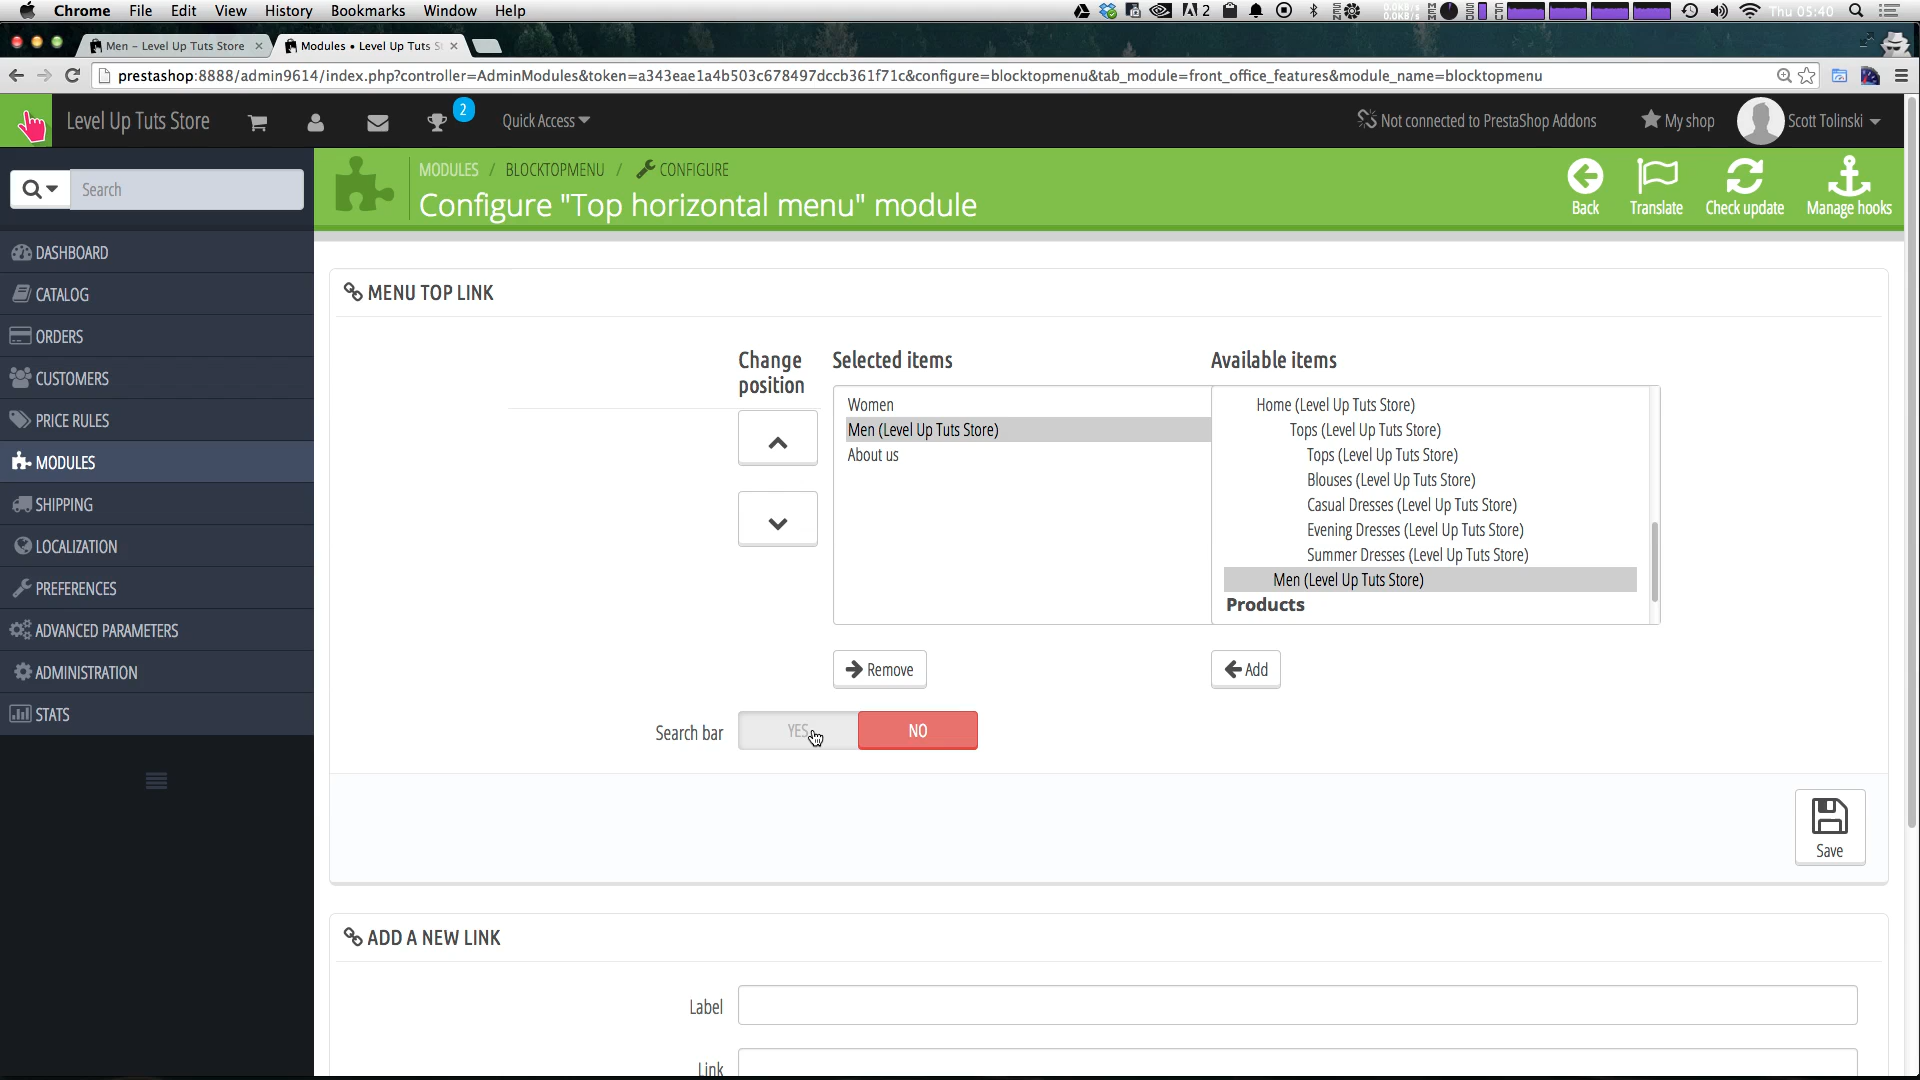 Chrome File Edit View History Bookmarks Window Help 2 Thu 05:40
Men – Level Up Tuts Store Modules • Level Up Tuts
prestashop:8888/admin9614/index.php?controller=AdminModules&token=a343eae1a4b503c678497dccb361f71c&configure=blocktopmenu&tab_module=front_office_features&module_name=blocktopmenu
Level Up Tuts Store 2 Quick Access Not connected to PrestaShop Addons My shop Scott Tolinski
Search
MODULES / BLOCKTOPMENU / CONFIGURE
Configure "Top horizontal menu" module
Back Translate Check update Manage hooks
DASHBOARD
CATALOG
ORDERS
CUSTOMERS
PRICE RULES
MODULES
SHIPPING
LOCALIZATION
PREFERENCES
ADVANCED PARAMETERS
ADMINISTRATION
STATS
MENU TOP LINK
Change position
Selected items
Women
Men (Level Up Tuts Store)
About us
Available items
Home (Level Up Tuts Store)
Tops (Level Up Tuts Store)
Tops (Level Up Tuts Store)
Blouses (Level Up Tuts Store)
Casual Dresses (Level Up Tuts Store)
Evening Dresses (Level Up Tuts Store)
Summer Dresses (Level Up Tuts Store)
Men (Level Up Tuts Store)
Products
Remove Add
Search bar YES NO
Save
ADD A NEW LINK
Label
Link